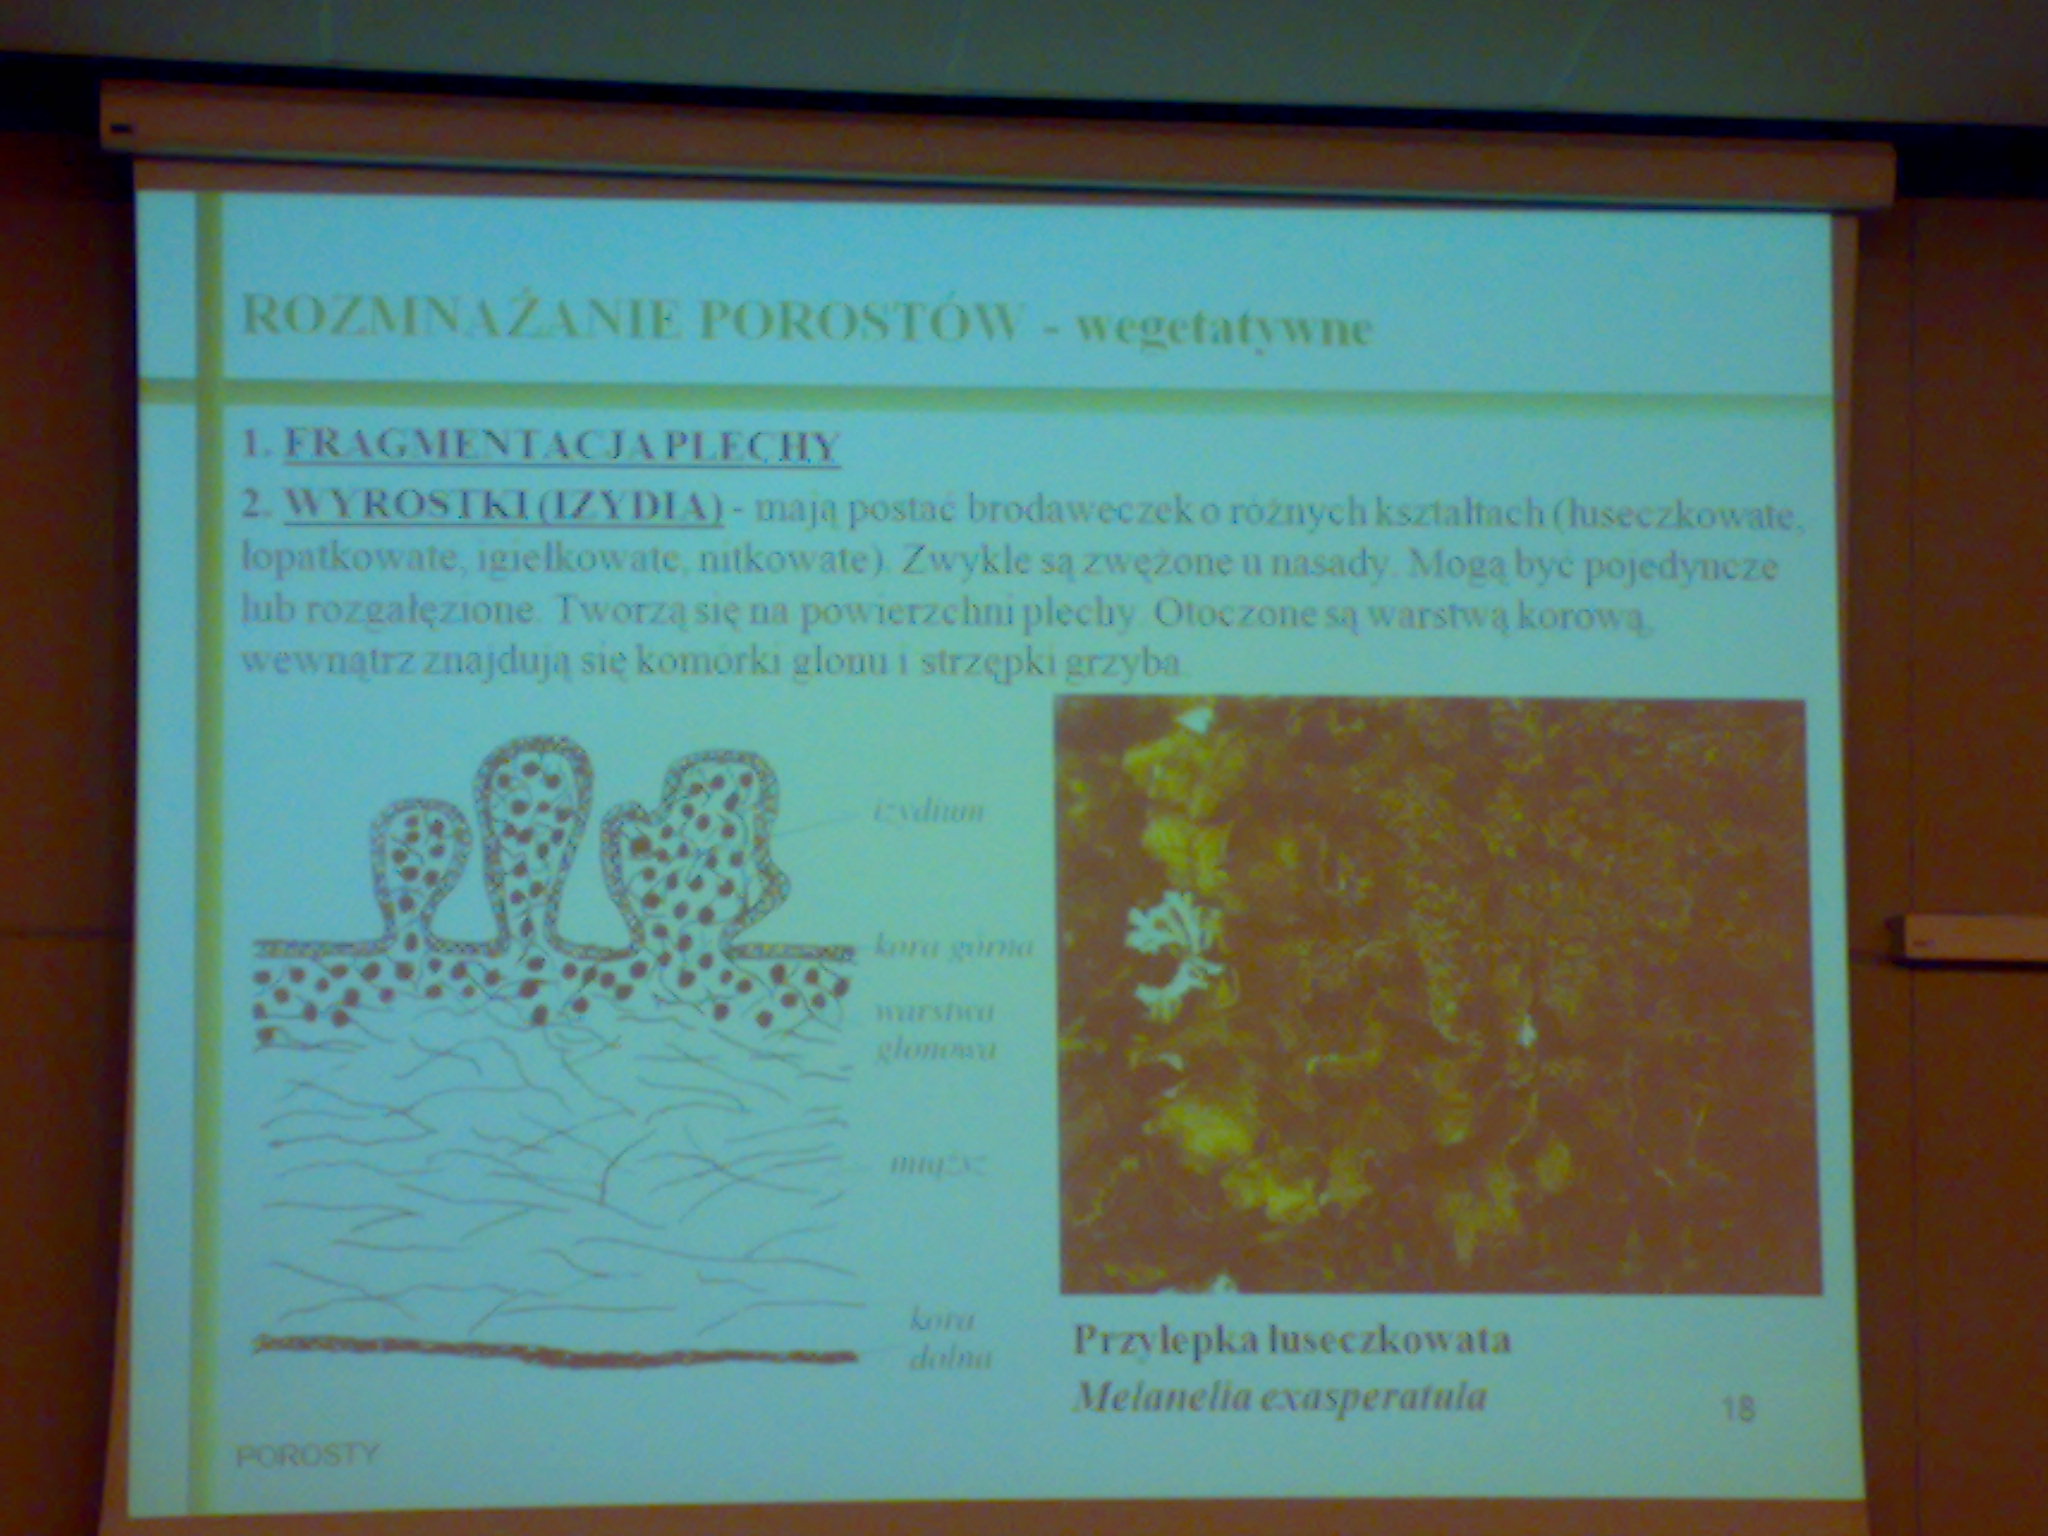 ROZMNAŻANIE POROSTÓW - wegetatywne
1. FRAGMENTACJA PLECHY
2. WYROSTKI (IZYDIA) - mają postać brodaweczek o różnych kształtach (łuseczkowate,
łopatkowate, igiełkowate, nitkowate). Zwykle są zwężone u nasady. Mogą być pojedyncze
lub rozgałęzione. Tworzą się na powierzchni plechy. Otoczone są warstwą korową,
wewnątrz znajdują się komórki glonu i strzępki grzyba.
izydium
kora górna
warstwa
glonowa
miąższ
kora
dolna
Przylepka łuseczkowata
Melanelia exasperatula
18
POROSTY